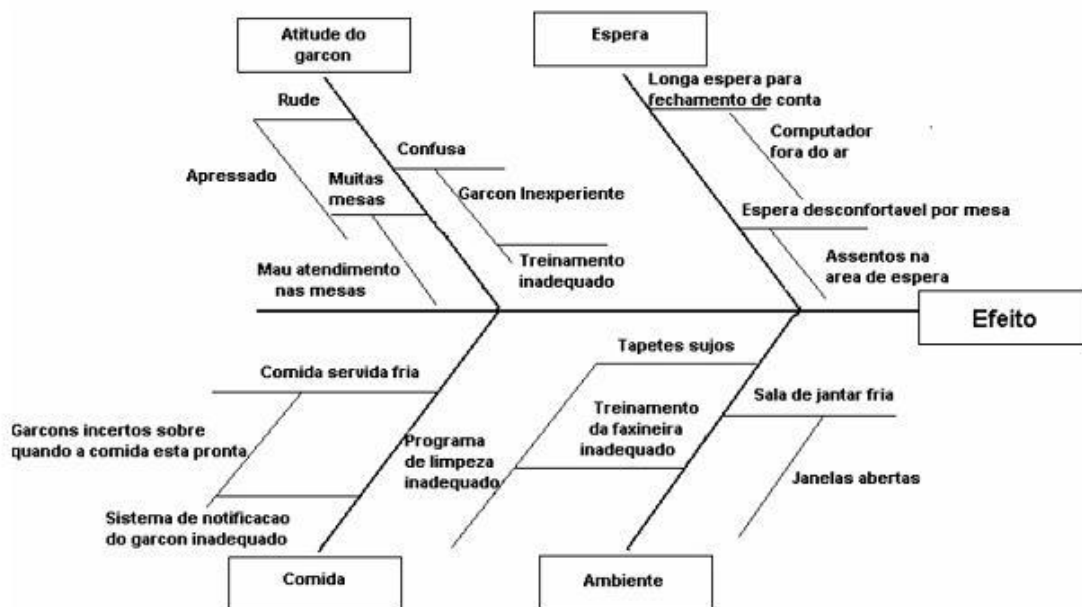 Atitude do
garcon
Espera
Rude
Longa espera para
fechamento de conta
Confusa
Computador
fora do ar
Apressado
Muitas
mesas
Garcon Inexperiente
Espera desconfortavel por mesa
Mau atendimento
nas mesas
Treinamento
inadequado
Assentos na
area de espera
Efeito
Tapetes sujos
Comida servida fria
Sala de jantar fria
Garcons incertos sobre
quando a comida esta pronta
Programa
de limpeza
inadequado
Treinamento
da faxineira
inadequado
Janelas abertas
Sistema de notificacao
do garcon inadequado
Comida
Ambiente